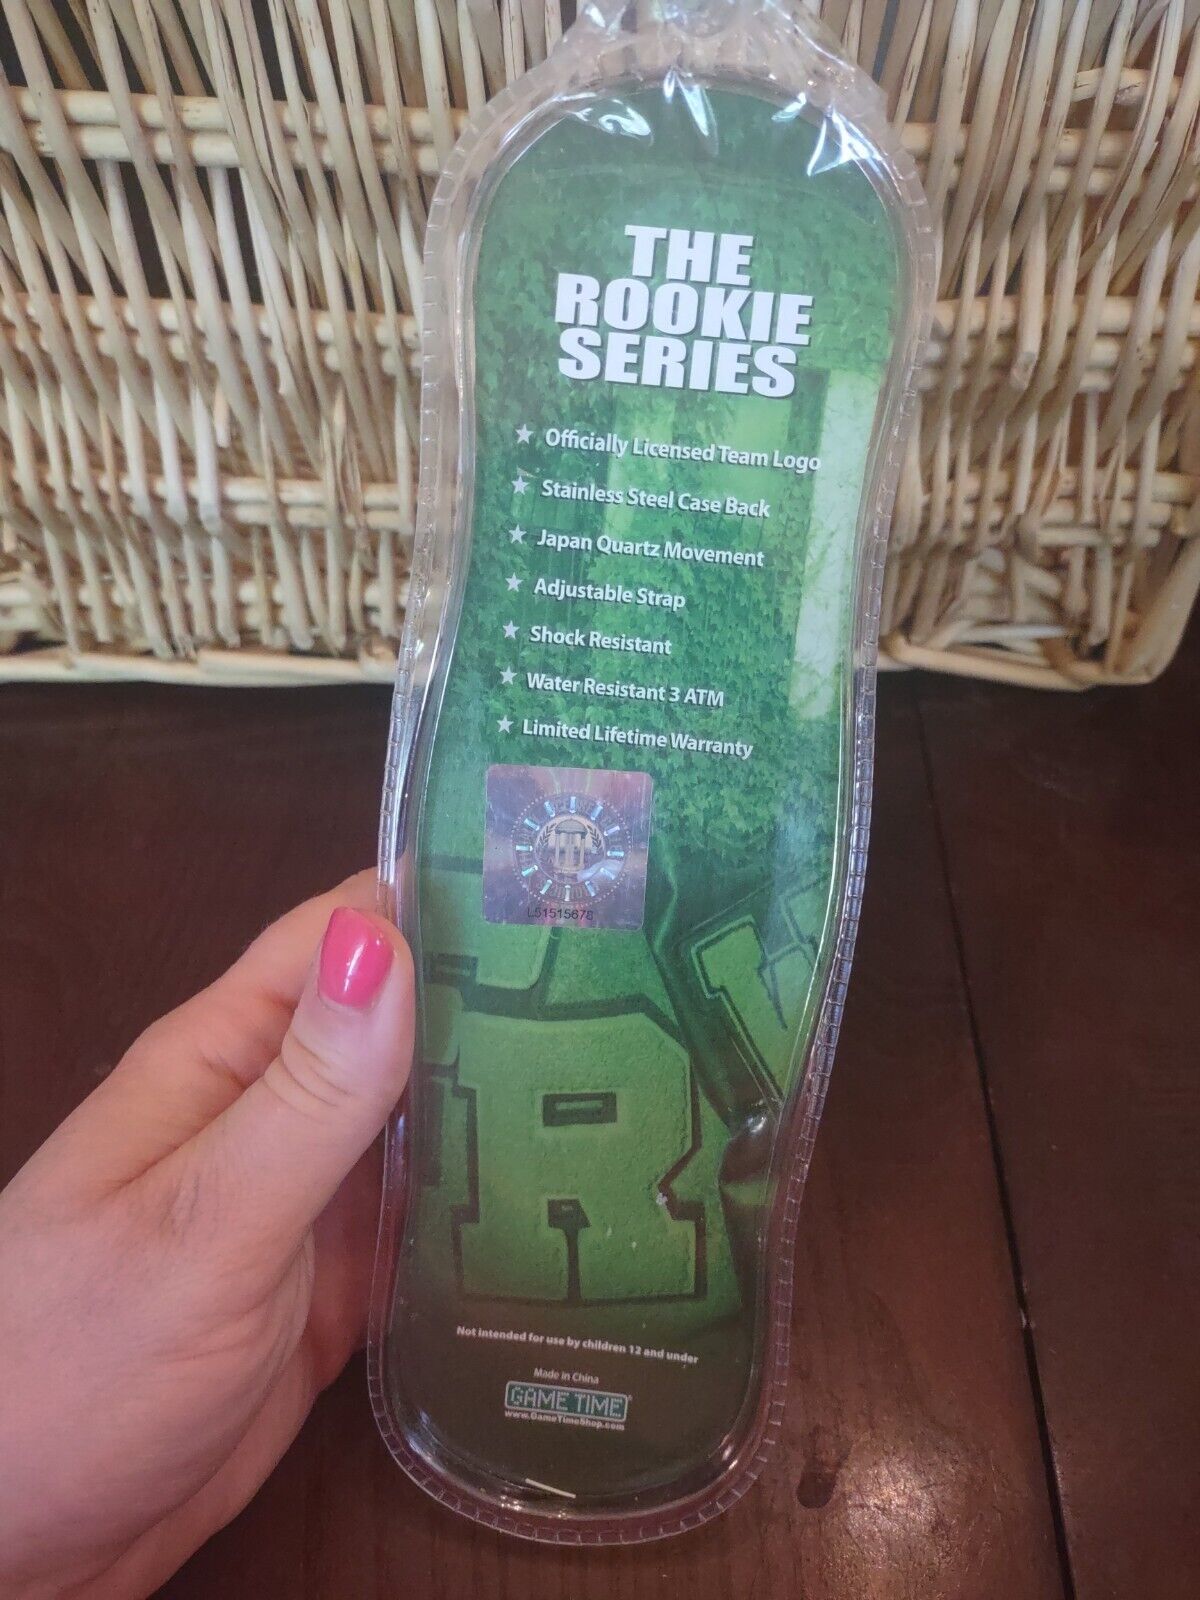 THE
ROOKIE
SERIES
★ Officially Licensed Team Logo
★ Stainless Steel Case Back
★ Japan Quartz Movement
★ Adjustable Strap
★ Shock Resistant
★ Water Resistant 3 ATM
★ Limited Lifetime Warranty
L51515678
R
Not intended for use by children 12 and under
Made in China
GAME TIME®
www.GameTimeShop.com